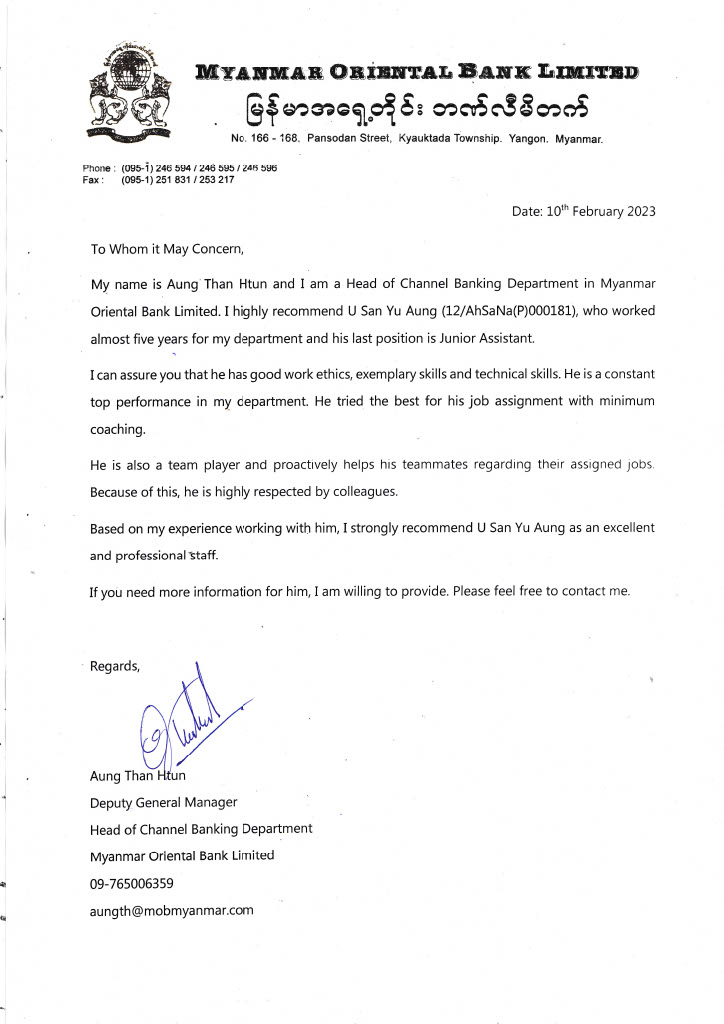 MYANMAR ORIENTAL BANK LIMITED
မြန်မာအရှေ့တိုင်း ဘဏ်လီမိတက်
No. 166 - 168, Pansodan Street, Kyauktada Township. Yangon. Myanmar.
Phone : (095-1) 246 594 / 246 595 / 246 596
Fax : (095-1) 251 831 / 253 217
Date: 10th February 2023
To Whom it May Concern,
My name is Aung Than Htun and I am a Head of Channel Banking Department in Myanmar
Oriental Bank Limited. I highly recommend U San Yu Aung (12/AhSaNa(P)000181), who worked
almost five years for my department and his last position is Junior Assistant.
I can assure you that he has good work ethics, exemplary skills and technical skills. He is a constant
top performance in my department. He tried the best for his job assignment with minimum
coaching.
He is also a team player and proactively helps his teammates regarding their assigned jobs.
Because of this, he is highly respected by colleagues.
Based on my experience working with him, I strongly recommend U San Yu Aung as an excellent
and professional staff.
If you need more information for him, I am willing to provide. Please feel free to contact me.
Regards,
Aung Than Htun
Deputy General Manager
Head of Channel Banking Department
Myanmar Oriental Bank Limited
09-765006359
aungth@mobmyanmar.com